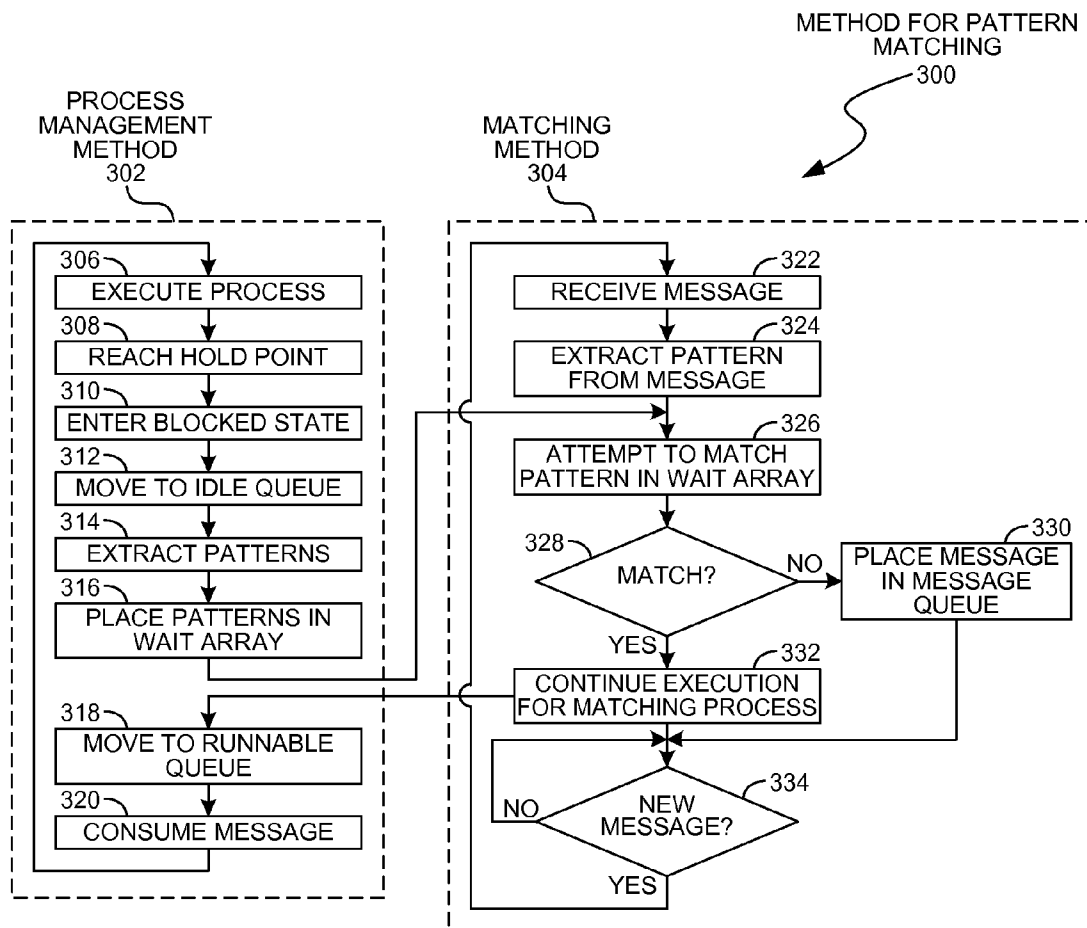 METHOD FOR PATTERN
MATCHING
300
PROCESS
MANAGEMENT
METHOD
302
MATCHING
METHOD
304
306
EXECUTE PROCESS
308
REACH HOLD POINT
310
ENTER BLOCKED STATE
312
MOVE TO IDLE QUEUE
314
EXTRACT PATTERNS
316
PLACE PATTERNS IN
WAIT ARRAY
318
MOVE TO RUNNABLE
QUEUE
320
CONSUME MESSAGE
322
RECEIVE MESSAGE
324
EXTRACT PATTERN
FROM MESSAGE
326
ATTEMPT TO MATCH
PATTERN IN WAIT ARRAY
328
MATCH?
NO
330
PLACE MESSAGE
IN MESSAGE
QUEUE
YES
332
CONTINUE EXECUTION
FOR MATCHING PROCESS
334
NO
NEW
MESSAGE?
YES